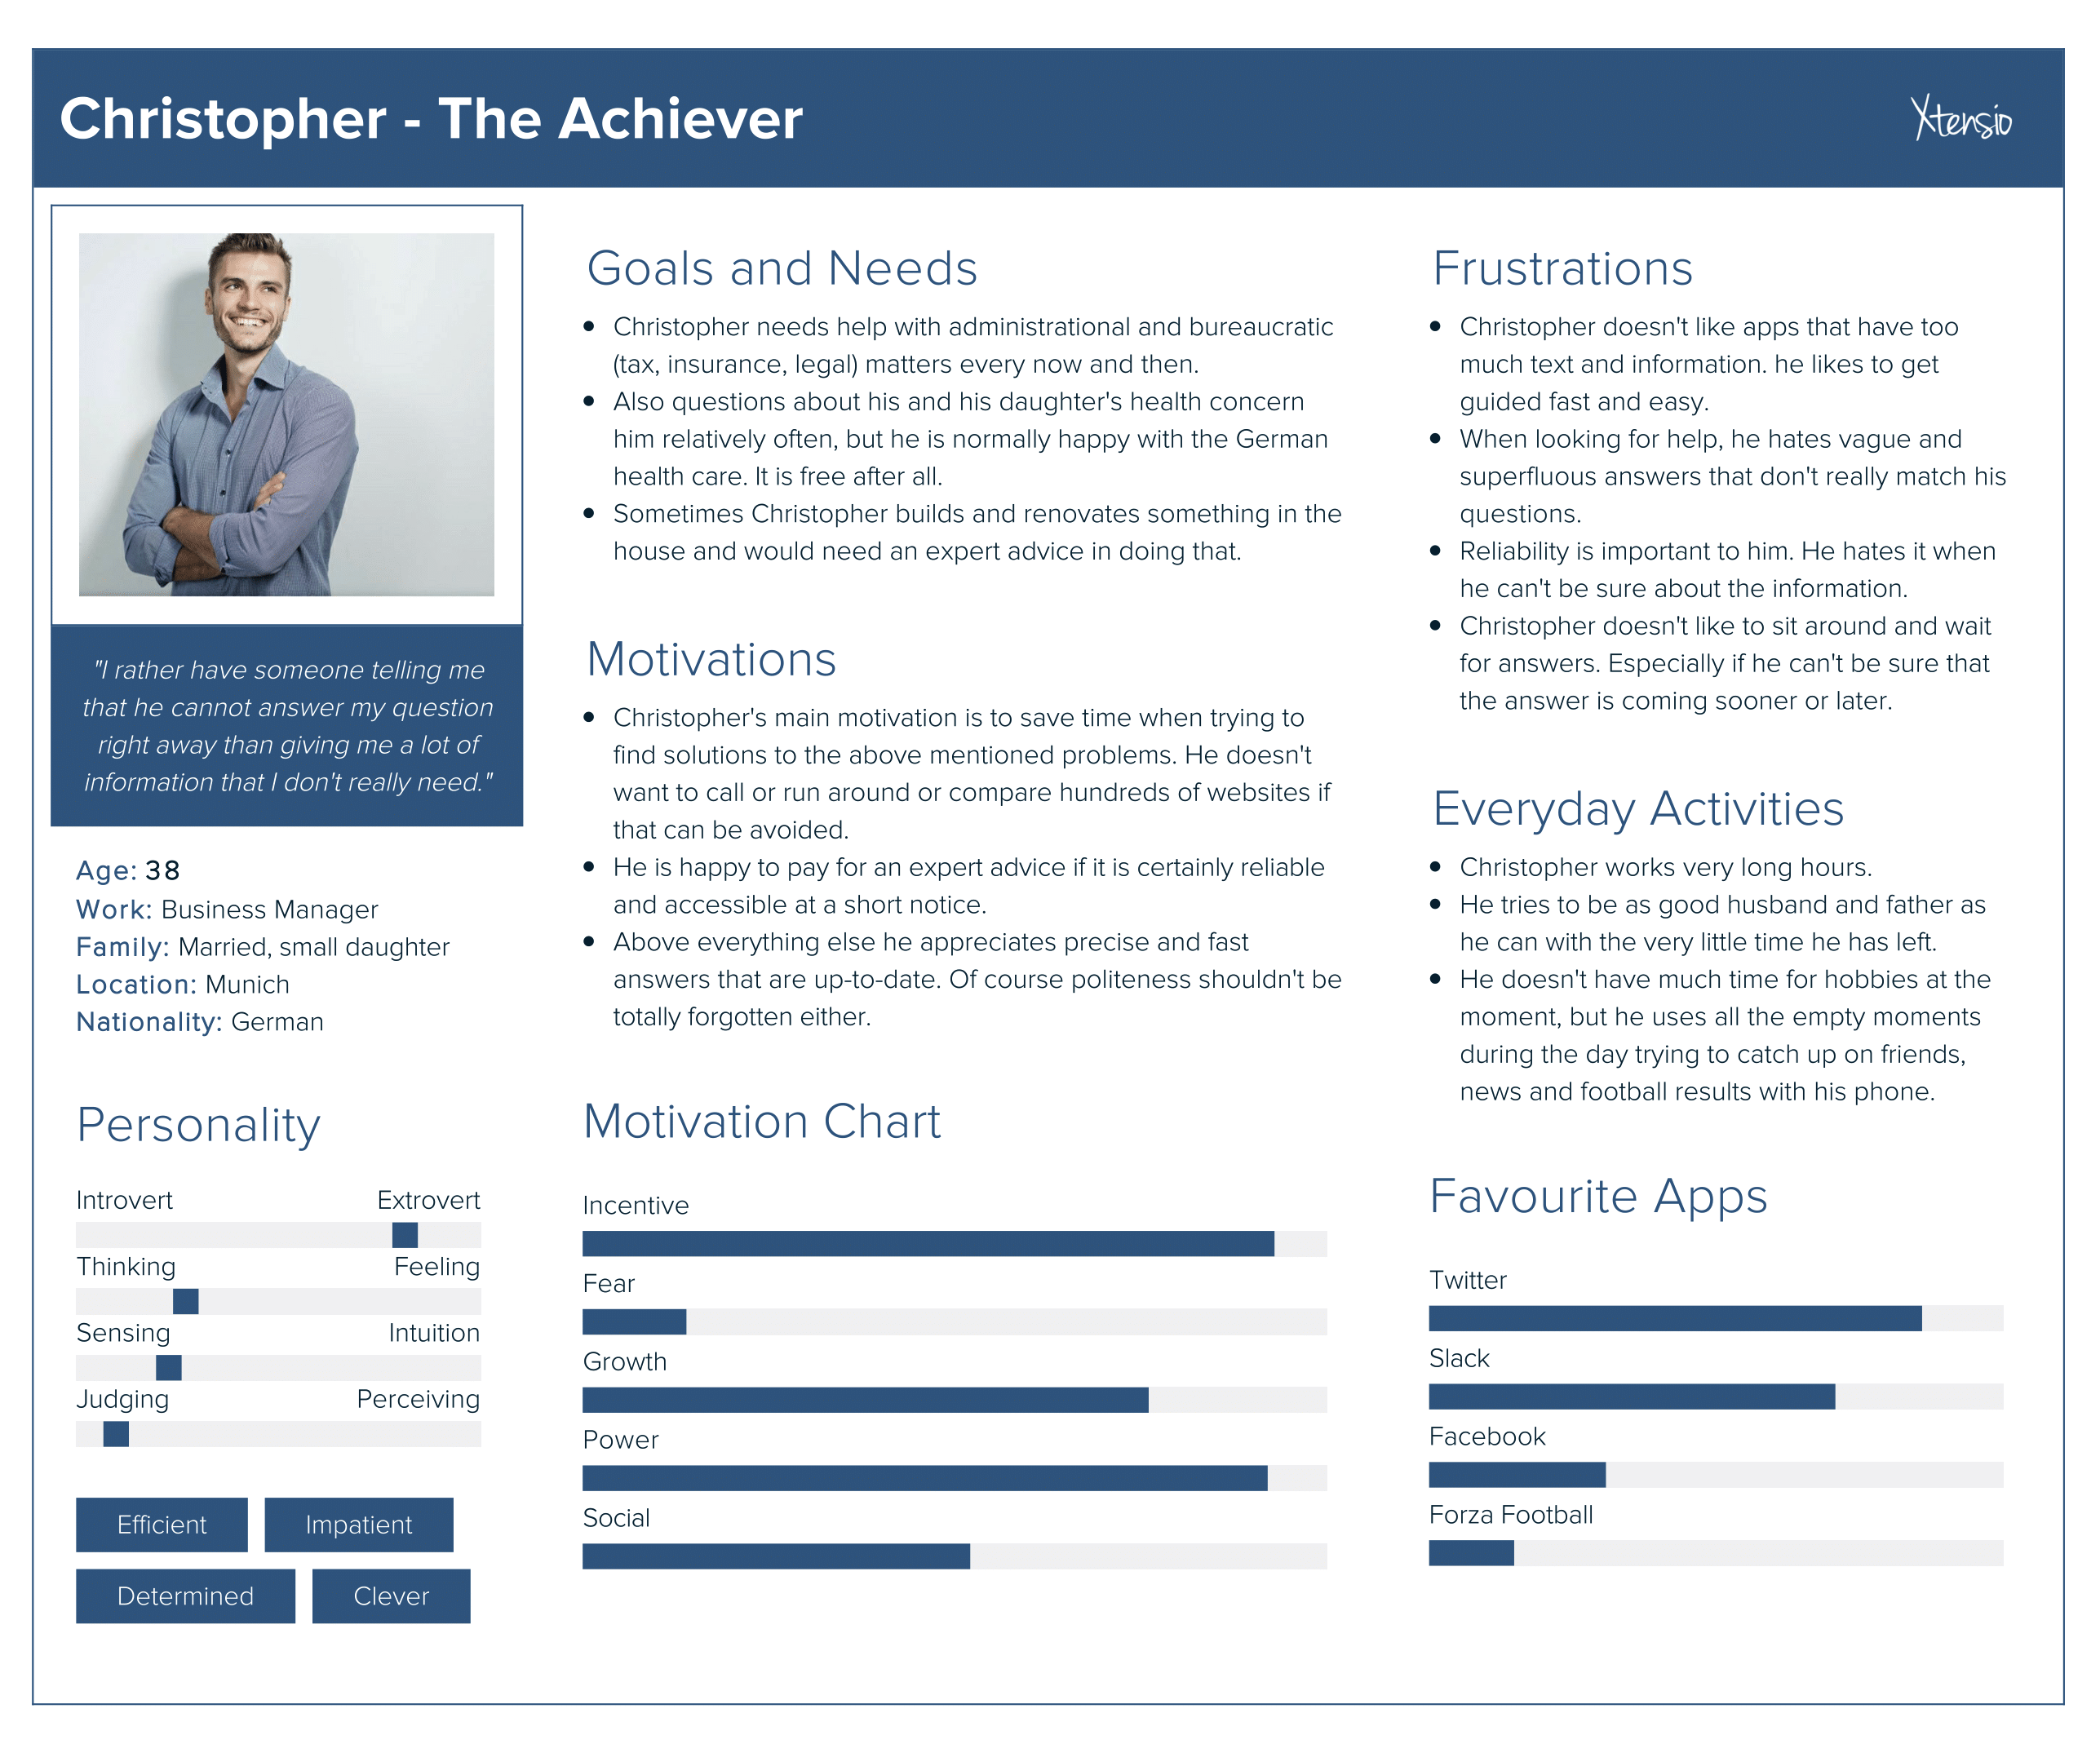 Christopher - The Achiever
Xtensio
"I rather have someone telling me
that he cannot answer my question
right away than giving me a lot of
information that I don't really need."
Age: 38
Work: Business Manager
Family: Married, small daughter
Location: Munich
Nationality: German
Personality
Introvert Extrovert
Thinking Feeling
Sensing Intuition
Judging Perceiving
Efficient Impatient
Determined Clever
Goals and Needs
• Christopher needs help with administrational and bureaucratic
(tax, insurance, legal) matters every now and then.
• Also questions about his and his daughter's health concern
him relatively often, but he is normally happy with the German
health care. It is free after all.
• Sometimes Christopher builds and renovates something in the
house and would need an expert advice in doing that.
Motivations
• Christopher's main motivation is to save time when trying to
find solutions to the above mentioned problems. He doesn't
want to call or run around or compare hundreds of websites if
that can be avoided.
• He is happy to pay for an expert advice if it is certainly reliable
and accessible at a short notice.
• Above everything else he appreciates precise and fast
answers that are up-to-date. Of course politeness shouldn't be
totally forgotten either.
Motivation Chart
Incentive
Fear
Growth
Power
Social
Frustrations
• Christopher doesn't like apps that have too
much text and information. he likes to get
guided fast and easy.
• When looking for help, he hates vague and
superfluous answers that don't really match his
questions.
• Reliability is important to him. He hates it when
he can't be sure about the information.
• Christopher doesn't like to sit around and wait
for answers. Especially if he can't be sure that
the answer is coming sooner or later.
Everyday Activities
• Christopher works very long hours.
• He tries to be as good husband and father as
he can with the very little time he has left.
• He doesn't have much time for hobbies at the
moment, but he uses all the empty moments
during the day trying to catch up on friends,
news and football results with his phone.
Favourite Apps
Twitter
Slack
Facebook
Forza Football